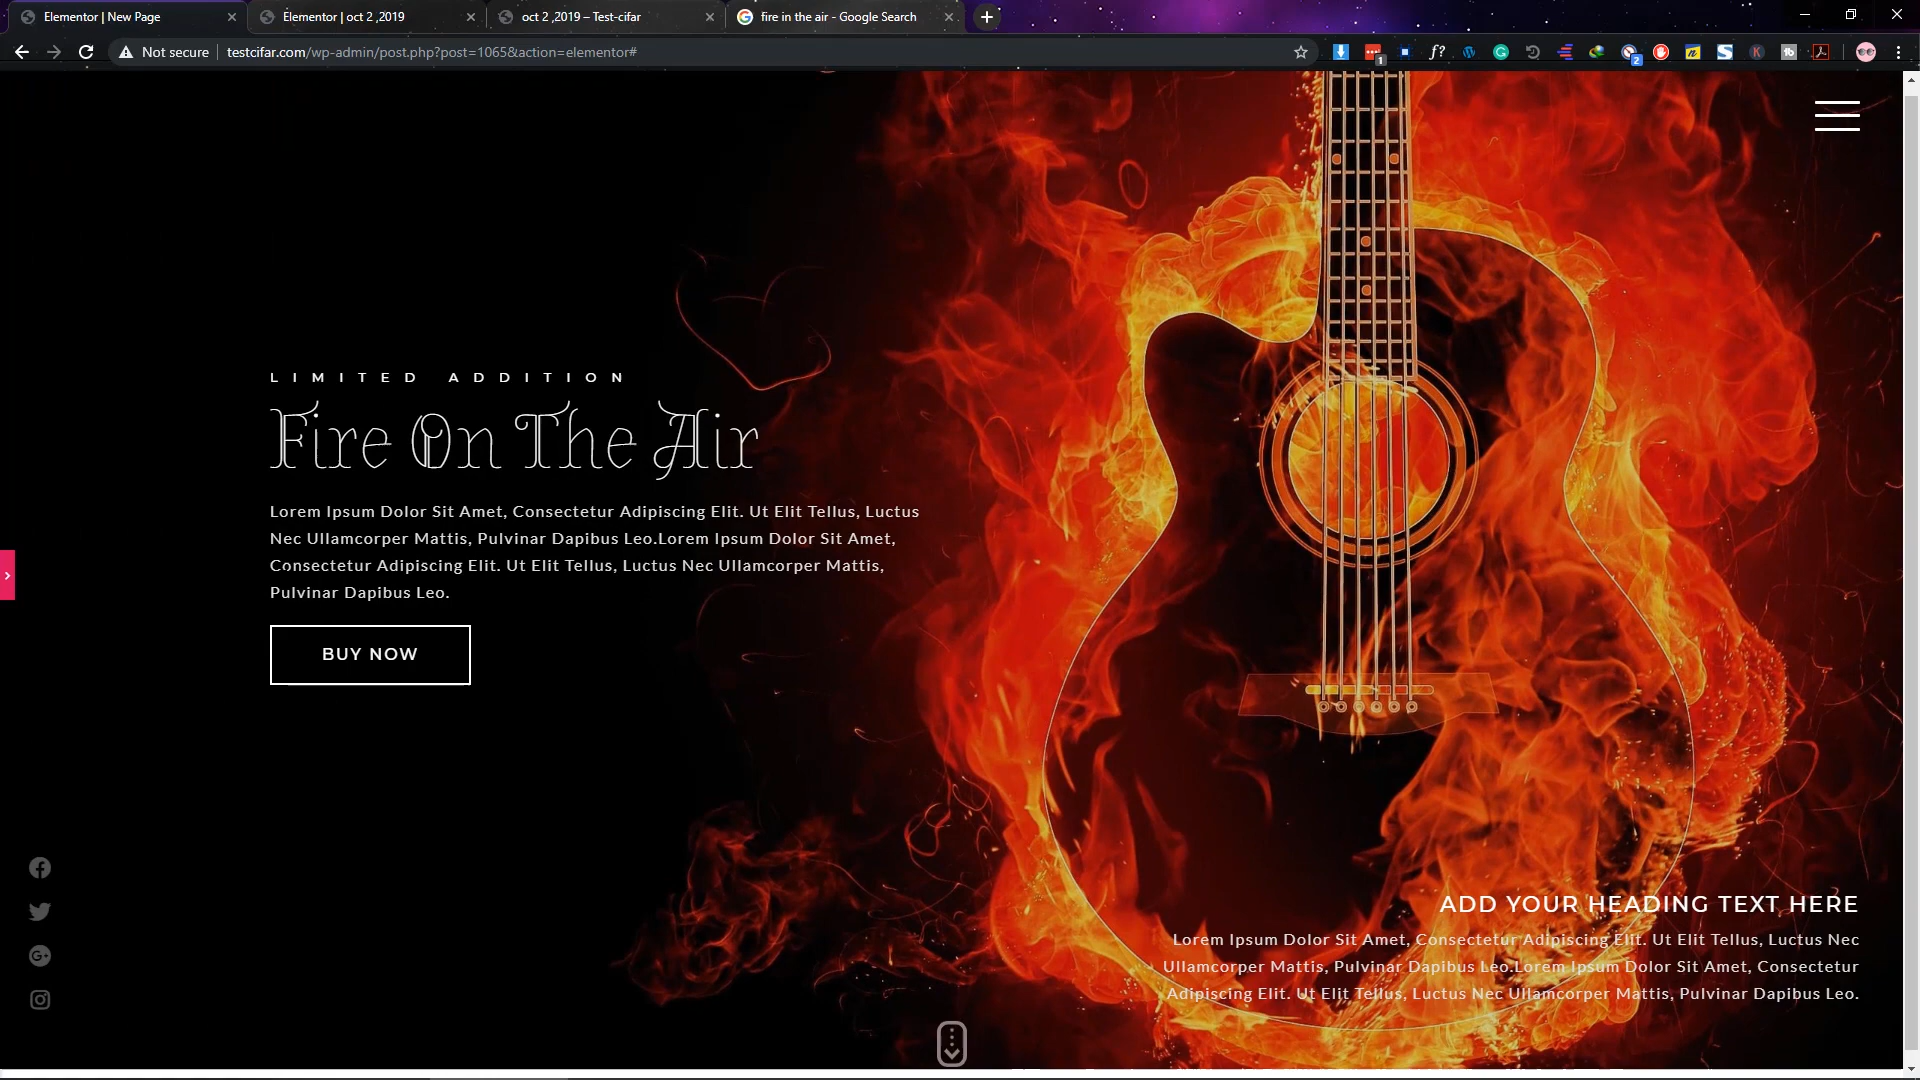 Elementor | New Page
Elementor | oct 2 ,2019
oct 2 ,2019 – Test-cifar
fire in the air - Google Search
Not secure
testcifar.com/wp-admin/post.php?post=1065&action=elementor#
1
f?
2
LIMITED ADDITION
Fire On The Air
Lorem Ipsum Dolor Sit Amet, Consectetur Adipiscing Elit. Ut Elit Tellus, Luctus
Nec Ullamcorper Mattis, Pulvinar Dapibus Leo.Lorem Ipsum Dolor Sit Amet,
Consectetur Adipiscing Elit. Ut Elit Tellus, Luctus Nec Ullamcorper Mattis,
Pulvinar Dapibus Leo.
BUY NOW
ADD YOUR HEADING TEXT HERE
Lorem Ipsum Dolor Sit Amet, Consectetur Adipiscing Elit. Ut Elit Tellus, Luctus Nec
Ullamcorper Mattis, Pulvinar Dapibus Leo.Lorem Ipsum Dolor Sit Amet, Consectetur
Adipiscing Elit. Ut Elit Tellus, Luctus Nec Ullamcorper Mattis, Pulvinar Dapibus Leo.